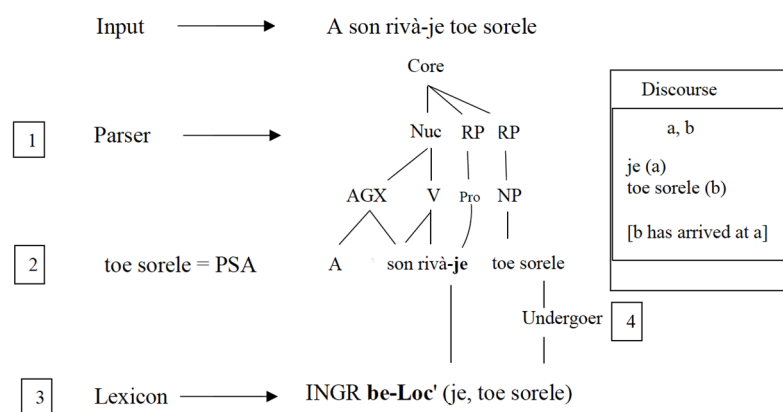 Input A son rivà-je toe sorele
Core
Discourse
a, b
1 Parser Nuc RP RP
je (a)
toe sorele (b)
AGX V Pro NP
[b has arrived at a]
2 toe sorele = PSA A son rivà-je toe sorele
Undergoer 4
3 Lexicon INGR be-Loc' (je, toe sorele)